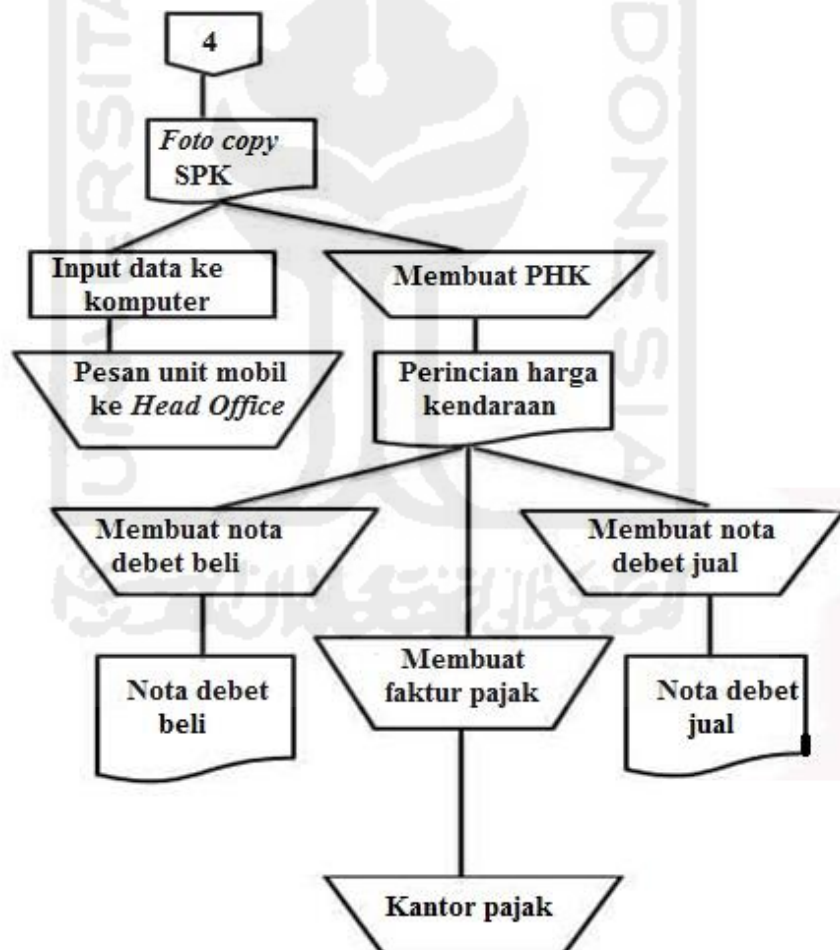 4
Foto copy
SPK
Input data ke
komputer
Membuat PHK
Pesan unit mobil
ke Head Office
Perincian harga
kendaraan
Membuat nota
debet beli
Membuat nota
debet jual
Membuat
faktur pajak
Nota debet
beli
Nota debet
jual
Kantor pajak